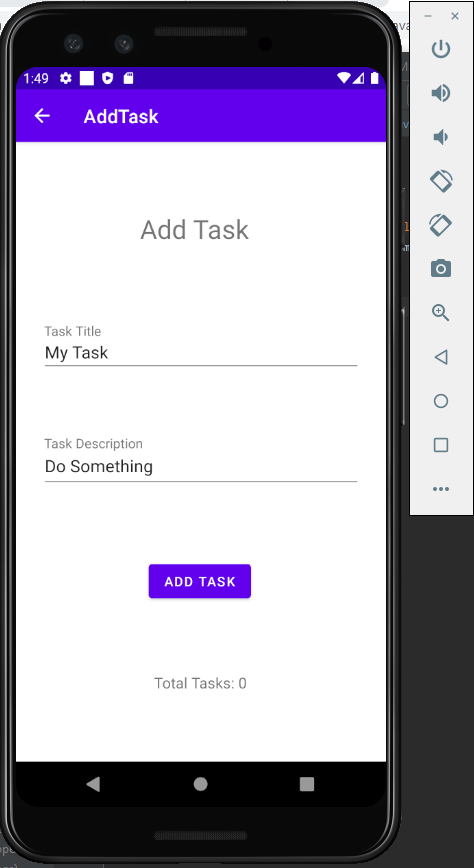 1:49
AddTask
Add Task
Task Title
My Task
Task Description
Do Something
ADD TASK
Total Tasks: 0